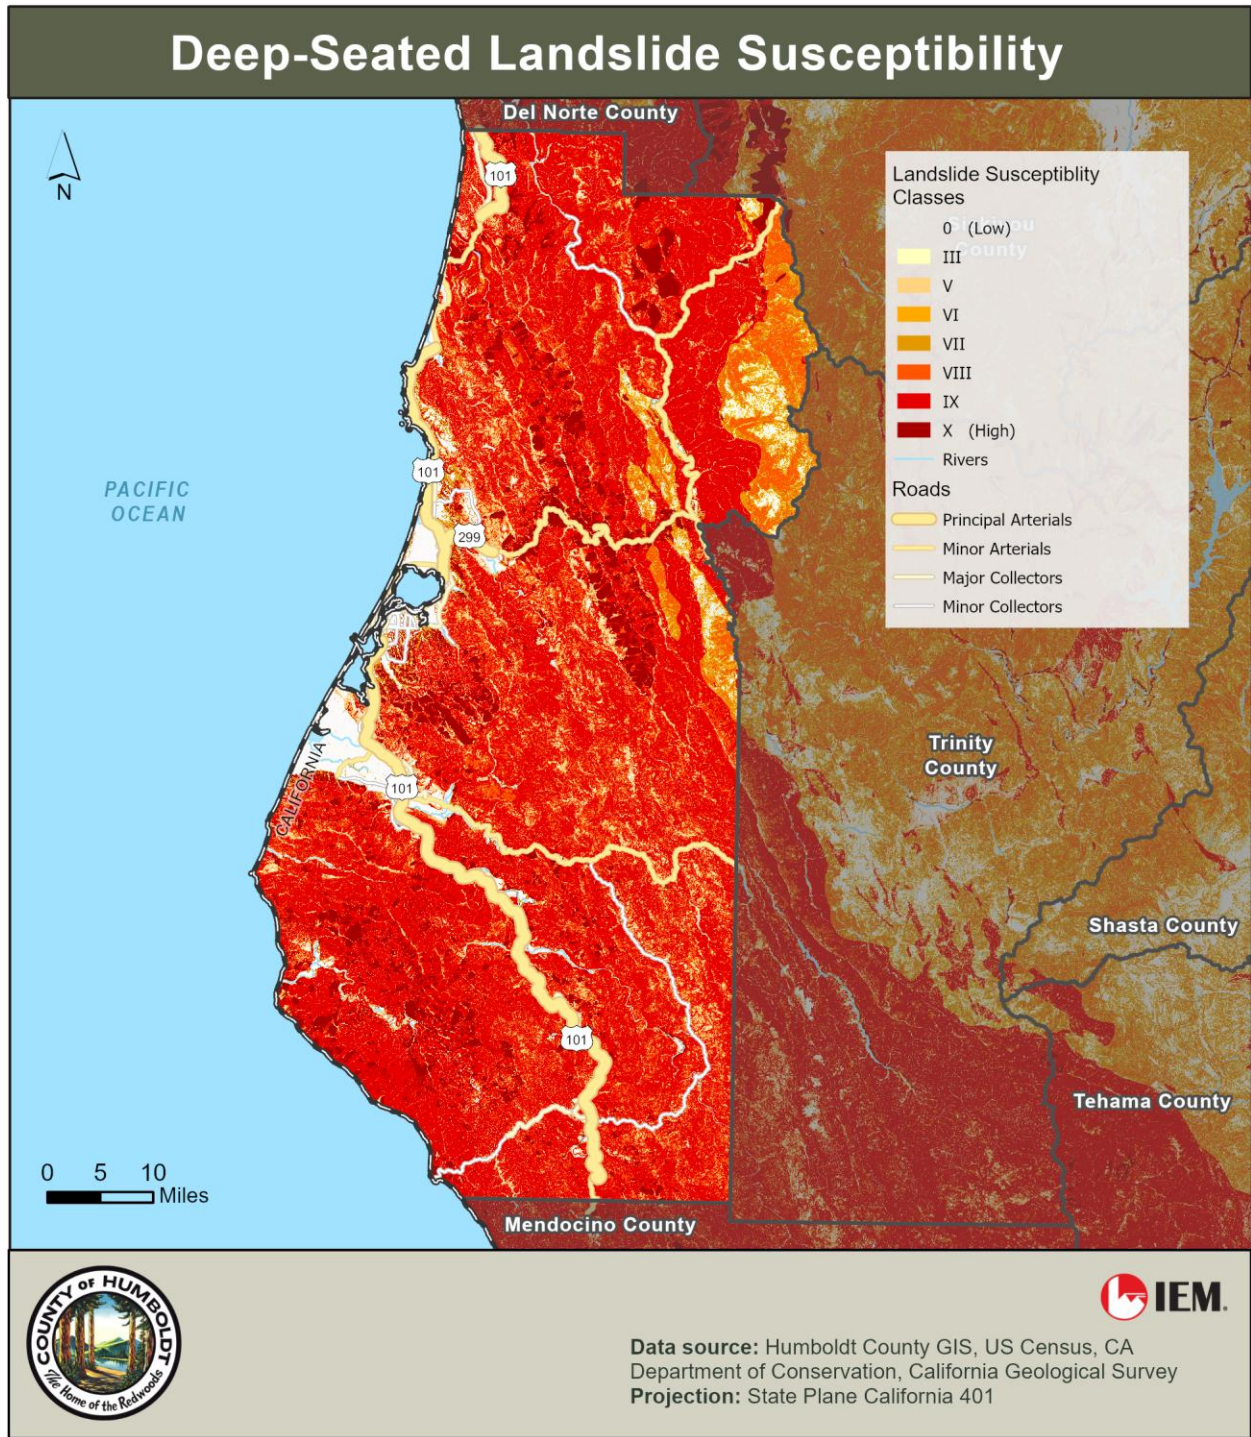 Deep-Seated Landslide Susceptibility
Del Norte County
N
101
Landslide Susceptiblity
Classes
0 (Low)
Siskiyou
County
III
V
VI
VII
VIII
IX
X (High)
Rivers
Roads
Principal Arterials
Minor Arterials
Major Collectors
Minor Collectors
101
299
PACIFIC
OCEAN
CALIFORNIA
101
Trinity
County
Shasta County
101
Tehama County
0 5 10
Miles
Mendocino County
COUNTY OF HUMBOLDT
The Home of the Redwoods
IEM.
Data source: Humboldt County GIS, US Census, CA
Department of Conservation, California Geological Survey
Projection: State Plane California 401